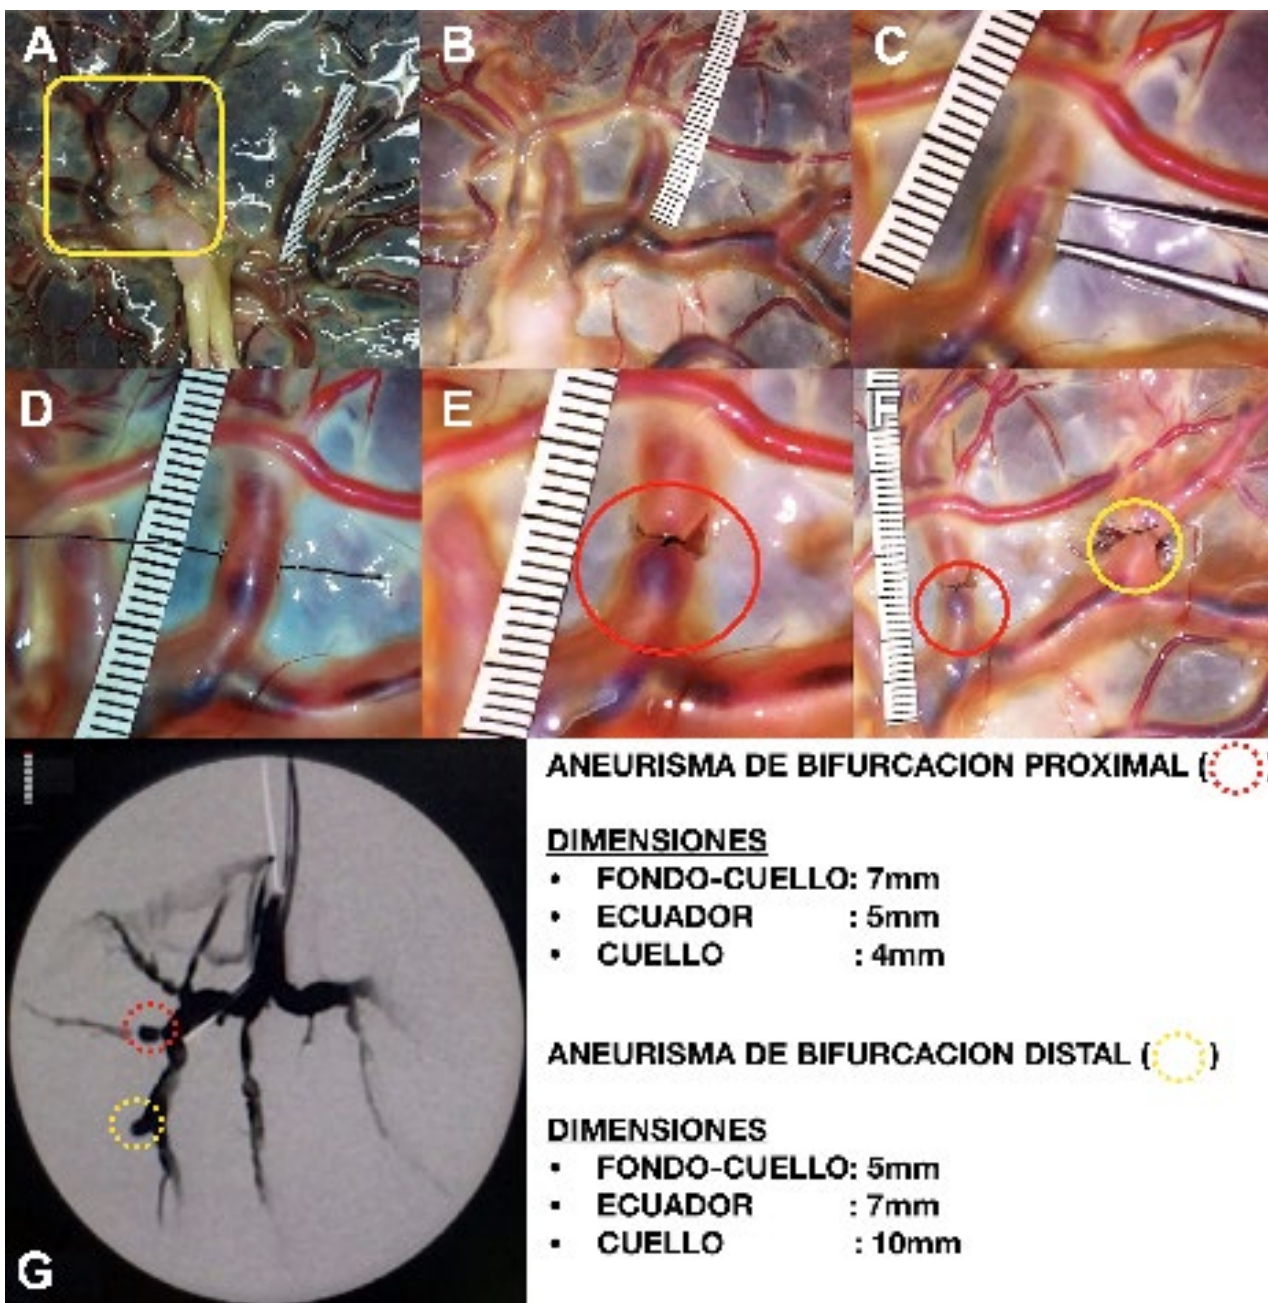 A
B
C
D
E
F
G
ANEURISMA DE BIFURCACION PROXIMAL ( )
DIMENSIONES
• FONDO-CUELLO: 7mm
• ECUADOR : 5mm
• CUELLO : 4mm
ANEURISMA DE BIFURCACION DISTAL ( )
DIMENSIONES
• FONDO-CUELLO: 5mm
• ECUADOR : 7mm
• CUELLO : 10mm